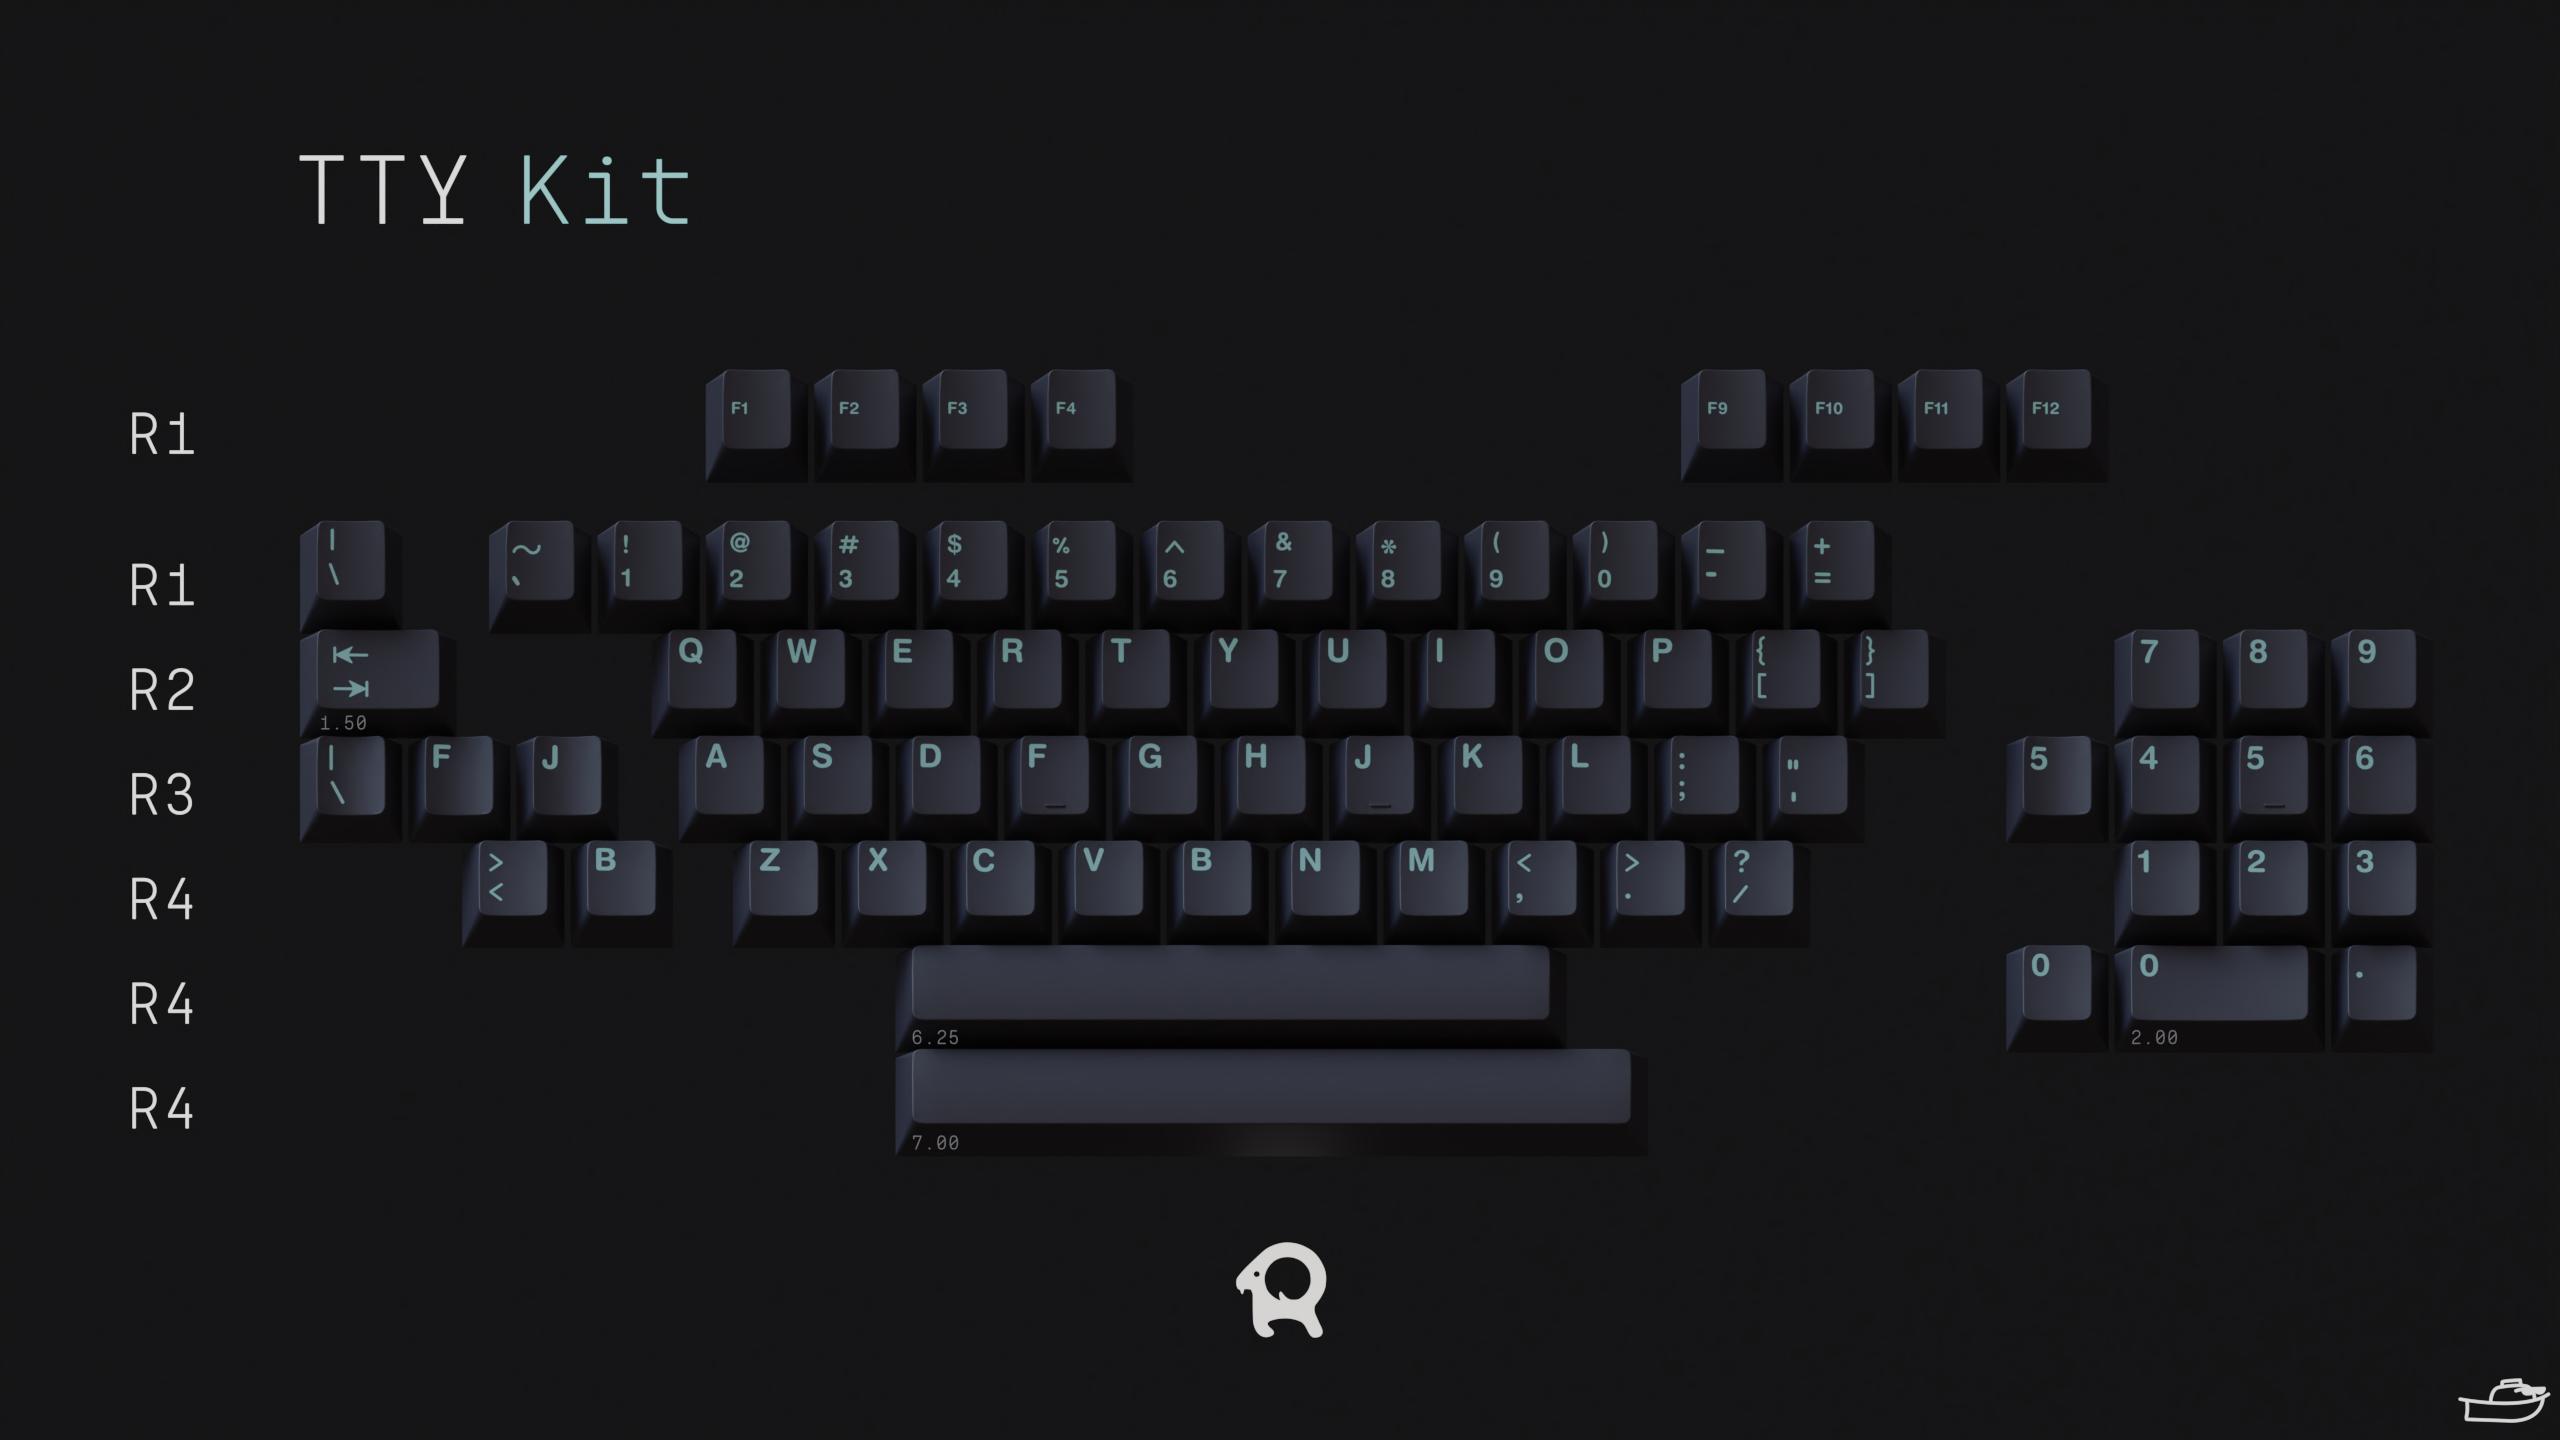 TTY Kit
R1 F1 F2 F3 F4 F9 F10 F11 F12
| ~ ! @ # $ % ^ & * ( ) _ +
R1 \ ` 1 2 3 4 5 6 7 8 9 0 - =
⇤ Q W E R T Y U I O P { } 7 8 9
R2 ⇥ [ ]
1.50
| F J A S D F G H J K L : " 5 4 5 6
R3 \ ; '
> B Z X C V B N M < > ? 1 2 3
R4 < , . /
R4 0 0 .
6.25 2.00
R4
7.00